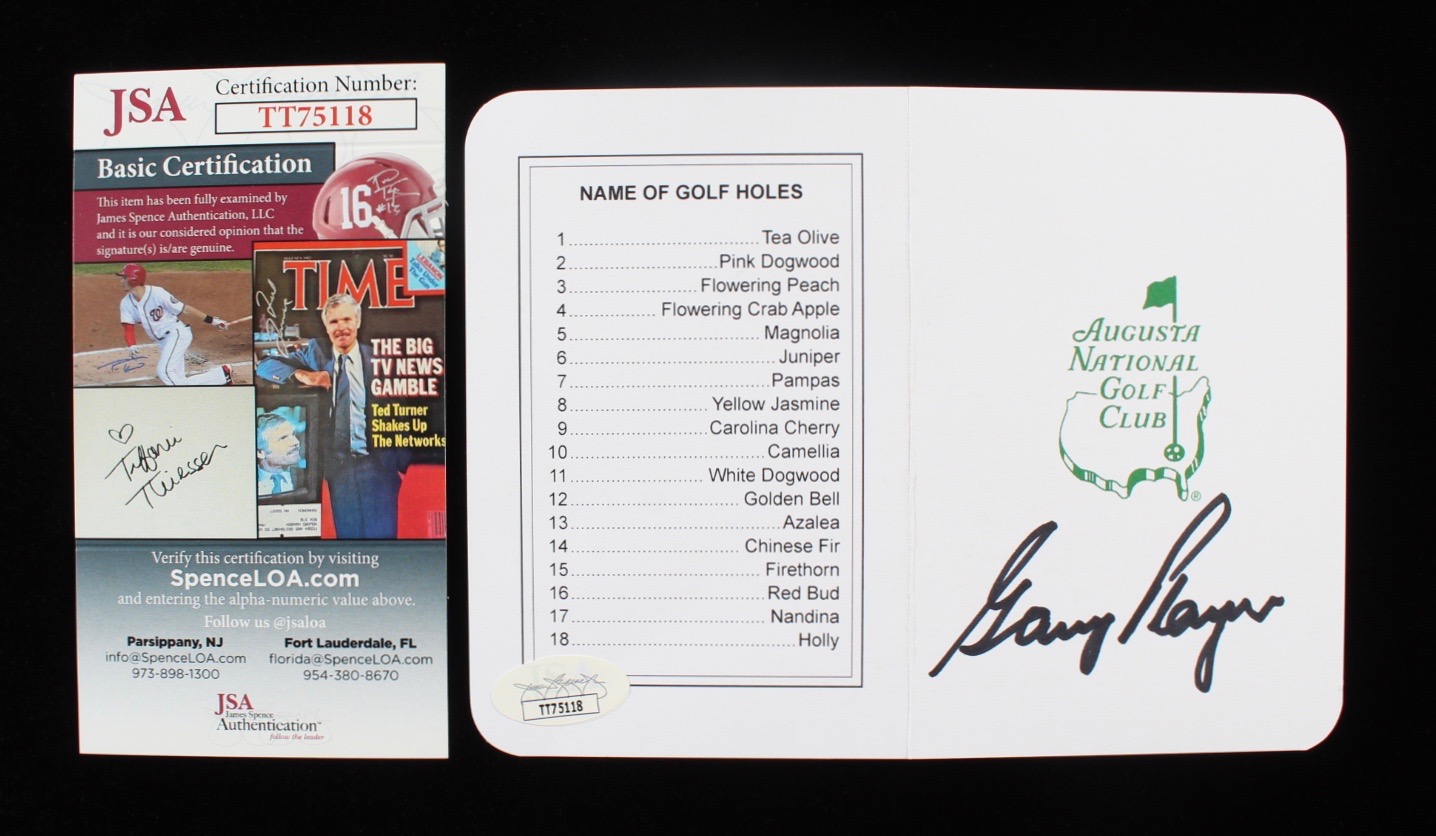 JSA
Certification Number:
TT75118
Basic Certification
This item has been fully examined by
James Spence Authentication, LLC
and it is our considered opinion that the
signature(s) is/are genuine.
16
TIME
THE BIG
TV NEWS
GAMBLE
Ted Turner
Shakes Up
The Networks
Tiffani
Thiessen
Verify this certification by visiting
SpenceLOA.com
and entering the alpha-numeric value above.
Follow us @jsaloa
Parsippany, NJ
info@SpenceLOA.com
973-898-1300
Fort Lauderdale, FL
florida@SpenceLOA.com
954-380-8670
JSA
James Spence
Authentication
follow the leader
NAME OF GOLF HOLES
1 Tea Olive
2 Pink Dogwood
3 Flowering Peach
4 Flowering Crab Apple
5 Magnolia
6 Juniper
7 Pampas
8 Yellow Jasmine
9 Carolina Cherry
10 Camellia
11 White Dogwood
12 Golden Bell
13 Azalea
14 Chinese Fir
15 Firethorn
16 Red Bud
17 Nandina
18 Holly
TT75118
AUGUSTA
NATIONAL
GOLF
CLUB
®
Gary Player